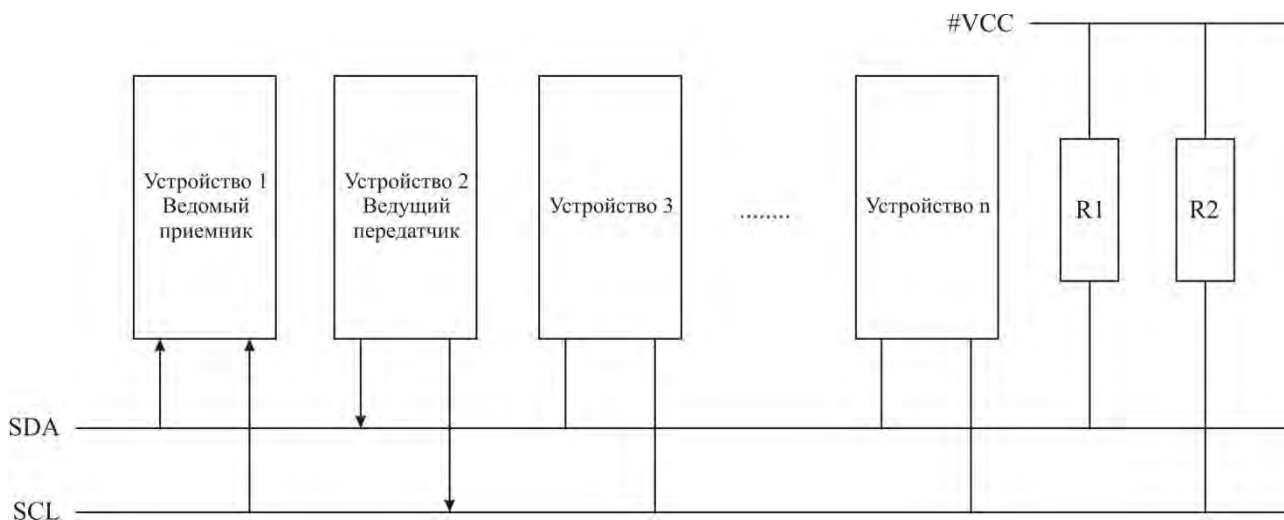 #VCC
Устройство 1
Ведомый
приемник
Устройство 2
Ведущий
передатчик
Устройство 3
........
Устройство n
R1
R2
SDA
SCL